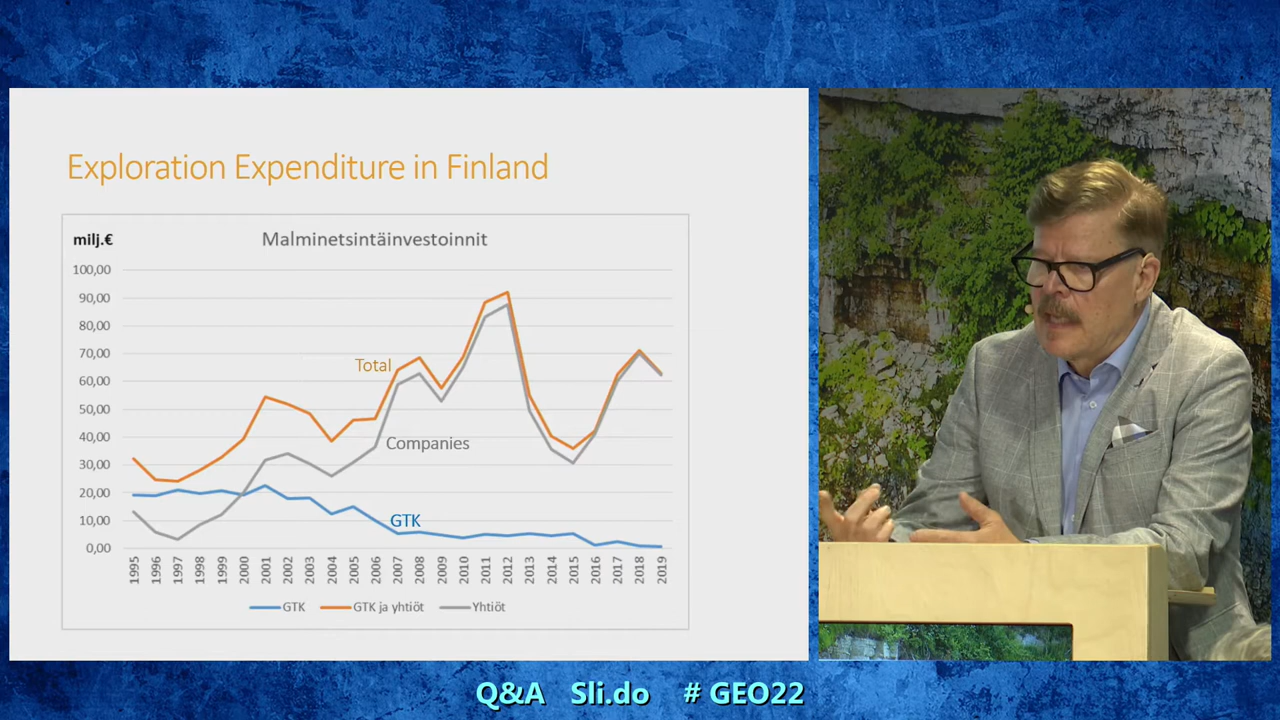 Exploration Expenditure in Finland
milj.€
Malminetsintäinvestoinnit
100,00
90,00
80,00
70,00
60,00
50,00
40,00
30,00
20,00
10,00
0,00
Total
Companies
GTK
1995 1996 1997 1998 1999 2000 2001 2002 2003 2004 2005 2006 2007 2008 2009 2010 2011 2012 2013 2014 2015 2016 2017 2018 2019
GTK GTK ja yhtiöt Yhtiöt
Q&A Sli.do # GEO22